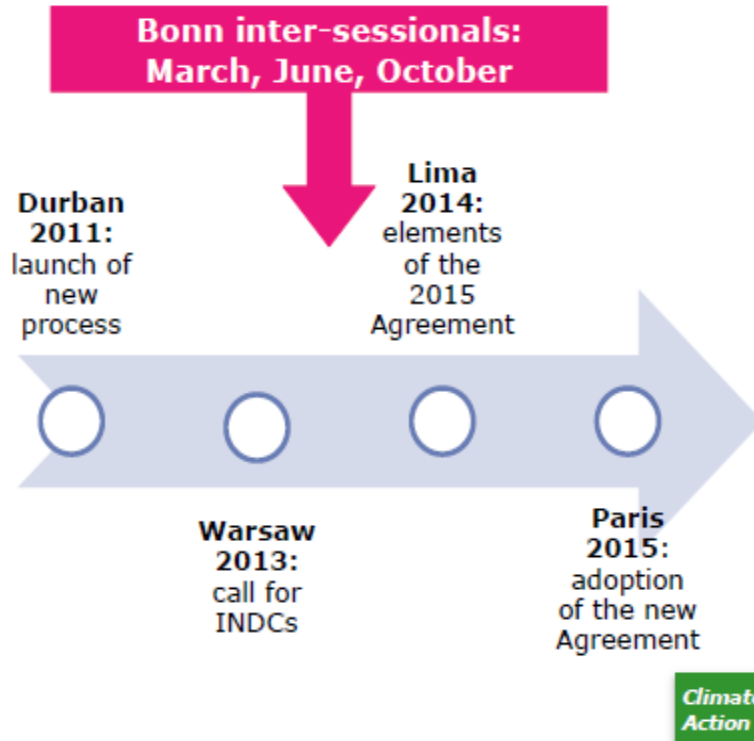 Bonn inter-sessionals:
March, June, October
Durban
2011:
launch of
new
process
Lima
2014:
elements
of the
2015
Agreement
Warsaw
2013:
call for
INDCs
Paris
2015:
adoption
of the new
Agreement
Climate
Action